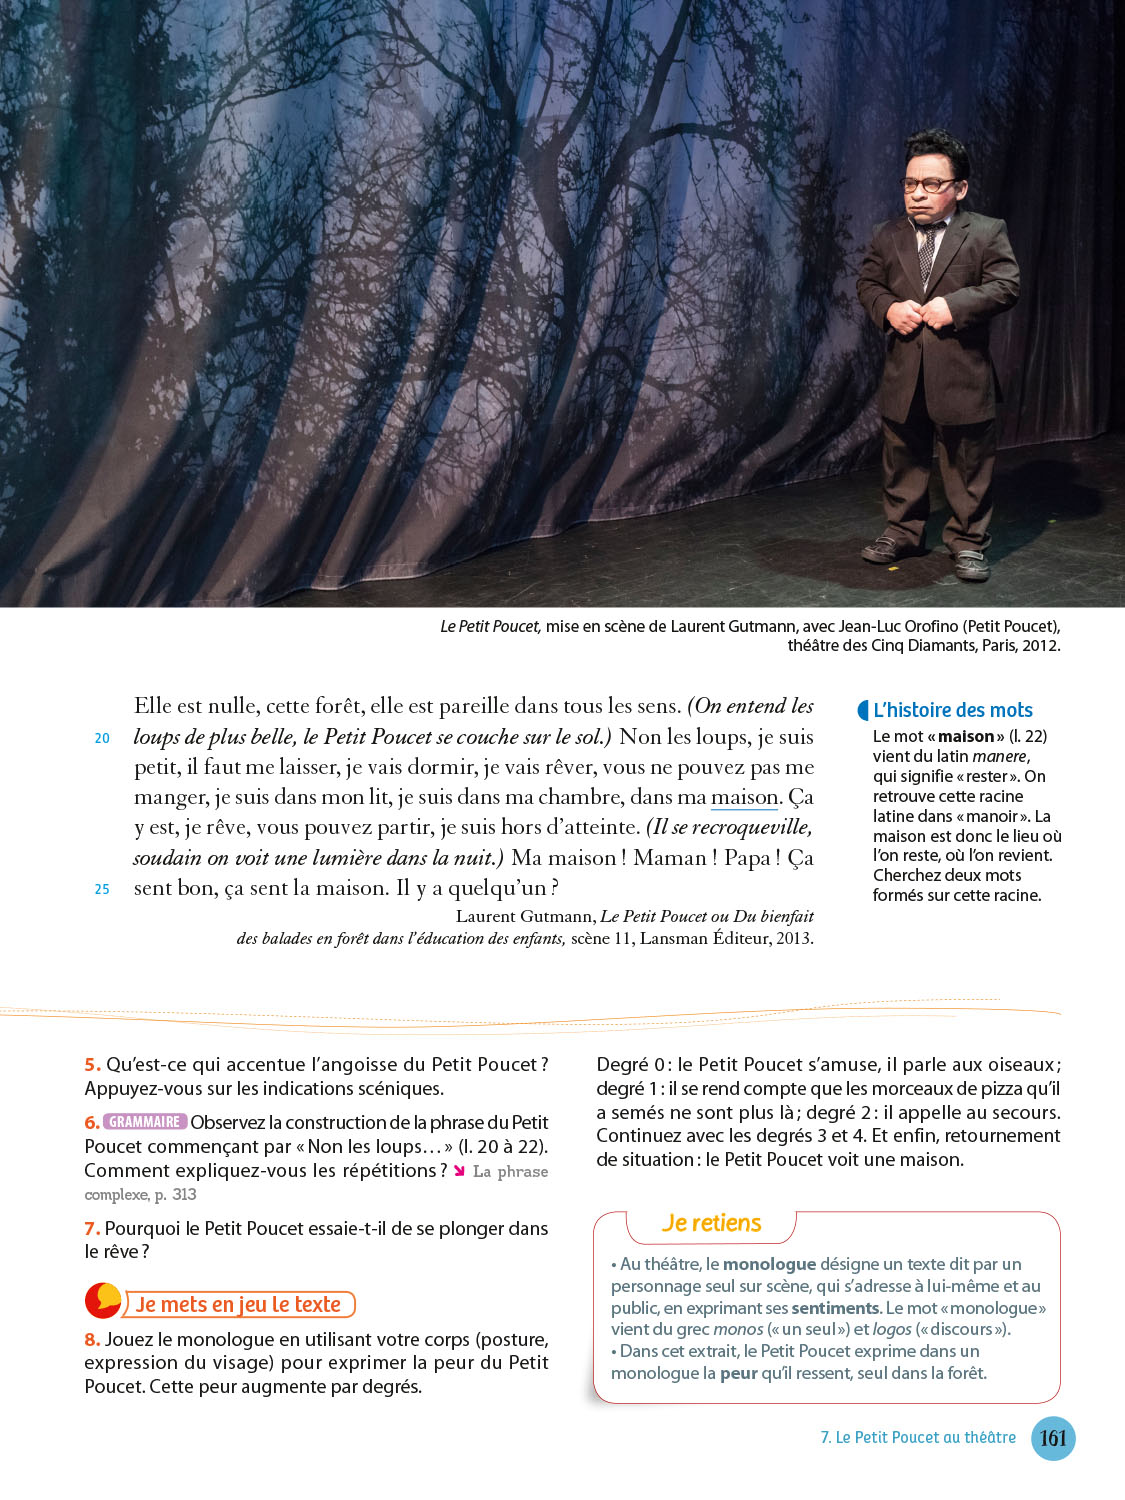 Le Petit Poucet, mise en scène de Laurent Gutmann, avec Jean-Luc Orofino (Petit Poucet),
théâtre des Cinq Diamants, Paris, 2012.
Elle est nulle, cette forêt, elle est pareille dans tous les sens. (On entend les
20 loups de plus belle, le Petit Poucet se couche sur le sol.) Non les loups, je suis
petit, il faut me laisser, je vais dormir, je vais rêver, vous ne pouvez pas me
manger, je suis dans mon lit, je suis dans ma chambre, dans ma maison. Ça
y est, je rêve, vous pouvez partir, je suis hors d’atteinte. (Il se recroqueville,
soudain on voit une lumière dans la nuit.) Ma maison ! Maman ! Papa ! Ça
25 sent bon, ça sent la maison. Il y a quelqu’un ?
Laurent Gutmann, Le Petit Poucet ou Du bienfait
des balades en forêt dans l’éducation des enfants, scène 11, Lansman Éditeur, 2013.
L’histoire des mots
Le mot « maison » (l. 22)
vient du latin manere,
qui signifie « rester ». On
retrouve cette racine
latine dans « manoir ». La
maison est donc le lieu où
l’on reste, où l’on revient.
Cherchez deux mots
formés sur cette racine.
5. Qu’est-ce qui accentue l’angoisse du Petit Poucet ?
Appuyez-vous sur les indications scéniques.
6. GRAMMAIRE Observez la construction de la phrase du Petit
Poucet commençant par « Non les loups… » (l. 20 à 22).
Comment expliquez-vous les répétitions ? La phrase
complexe, p. 313
7. Pourquoi le Petit Poucet essaie-t-il de se plonger dans
le rêve ?
Je mets en jeu le texte
8. Jouez le monologue en utilisant votre corps (posture,
expression du visage) pour exprimer la peur du Petit
Poucet. Cette peur augmente par degrés.
Degré 0 : le Petit Poucet s’amuse, il parle aux oiseaux ;
degré 1 : il se rend compte que les morceaux de pizza qu’il
a semés ne sont plus là ; degré 2 : il appelle au secours.
Continuez avec les degrés 3 et 4. Et enfin, retournement
de situation : le Petit Poucet voit une maison.
Je retiens
• Au théâtre, le monologue désigne un texte dit par un
personnage seul sur scène, qui s’adresse à lui-même et au
public, en exprimant ses sentiments. Le mot « monologue »
vient du grec monos (« un seul ») et logos (« discours »).
• Dans cet extrait, le Petit Poucet exprime dans un
monologue la peur qu’il ressent, seul dans la forêt.
7. Le Petit Poucet au théâtre 161